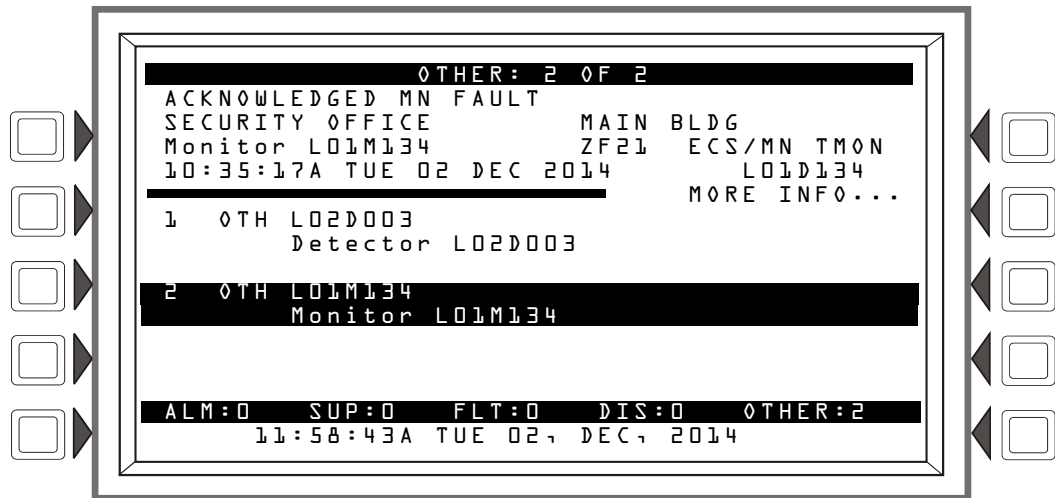 OTHER: 2 OF 2
ACKNOWLEDGED MN FAULT
SECURITY OFFICE MAIN BLDG
Monitor L01M134 ZF21 ECS/MN TMON
10:35:17A TUE 02 DEC 2014 L01D134
MORE INFO...
1 OTH L02D003
Detector L02D003
2 OTH L01M134
Monitor L01M134
ALM:0 SUP:0 FLT:0 DIS:0 OTHER:2
11:58:43A TUE 02, DEC, 2014